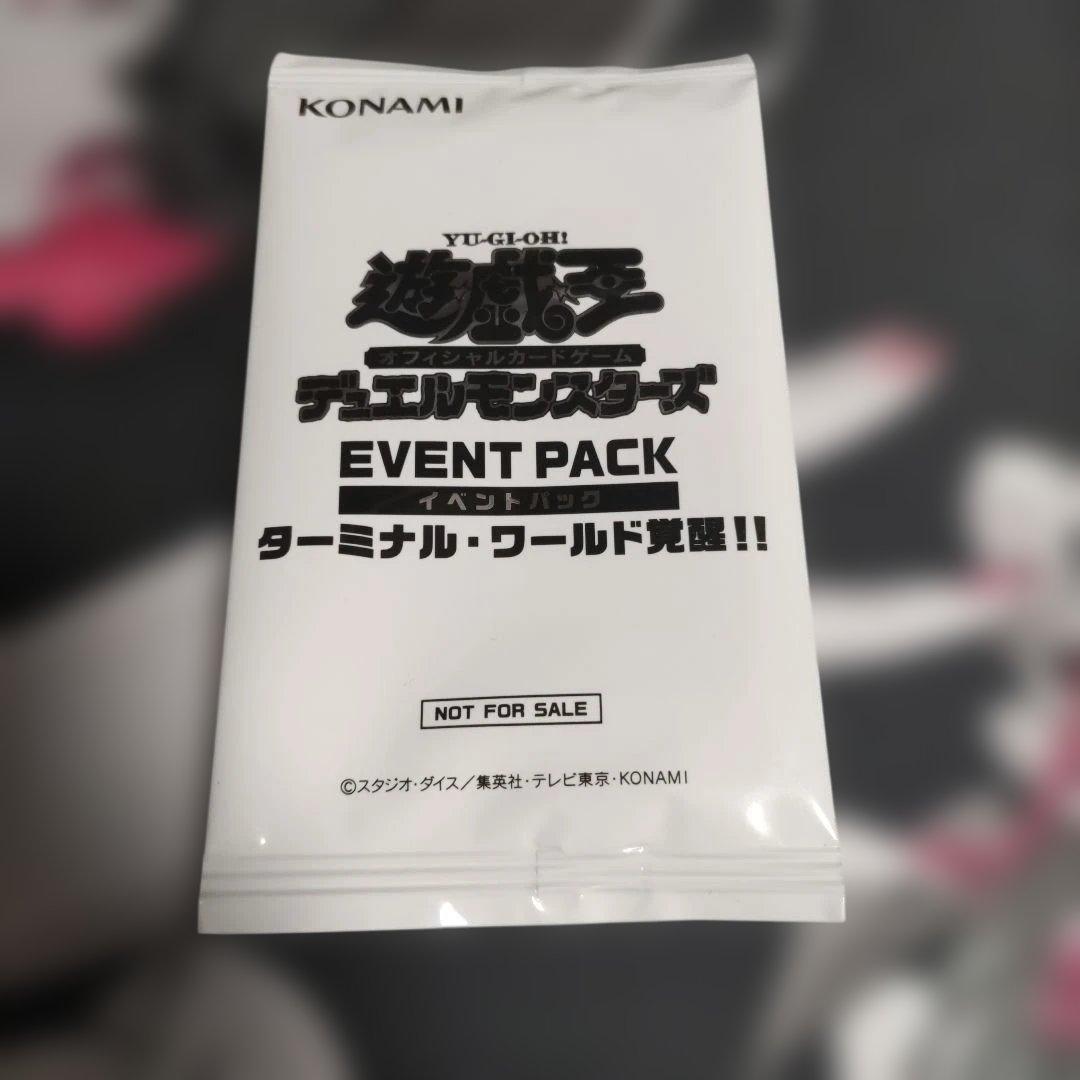 KONAMI
YU-GI-OH!
遊戯王
オフィシャルカードゲーム
デュエルモンスターズ
EVENT PACK
イベントパック
ターミナル・ワールド覚醒!!
NOT FOR SALE
©スタジオ・ダイス/集英社・テレビ東京・KONAMI